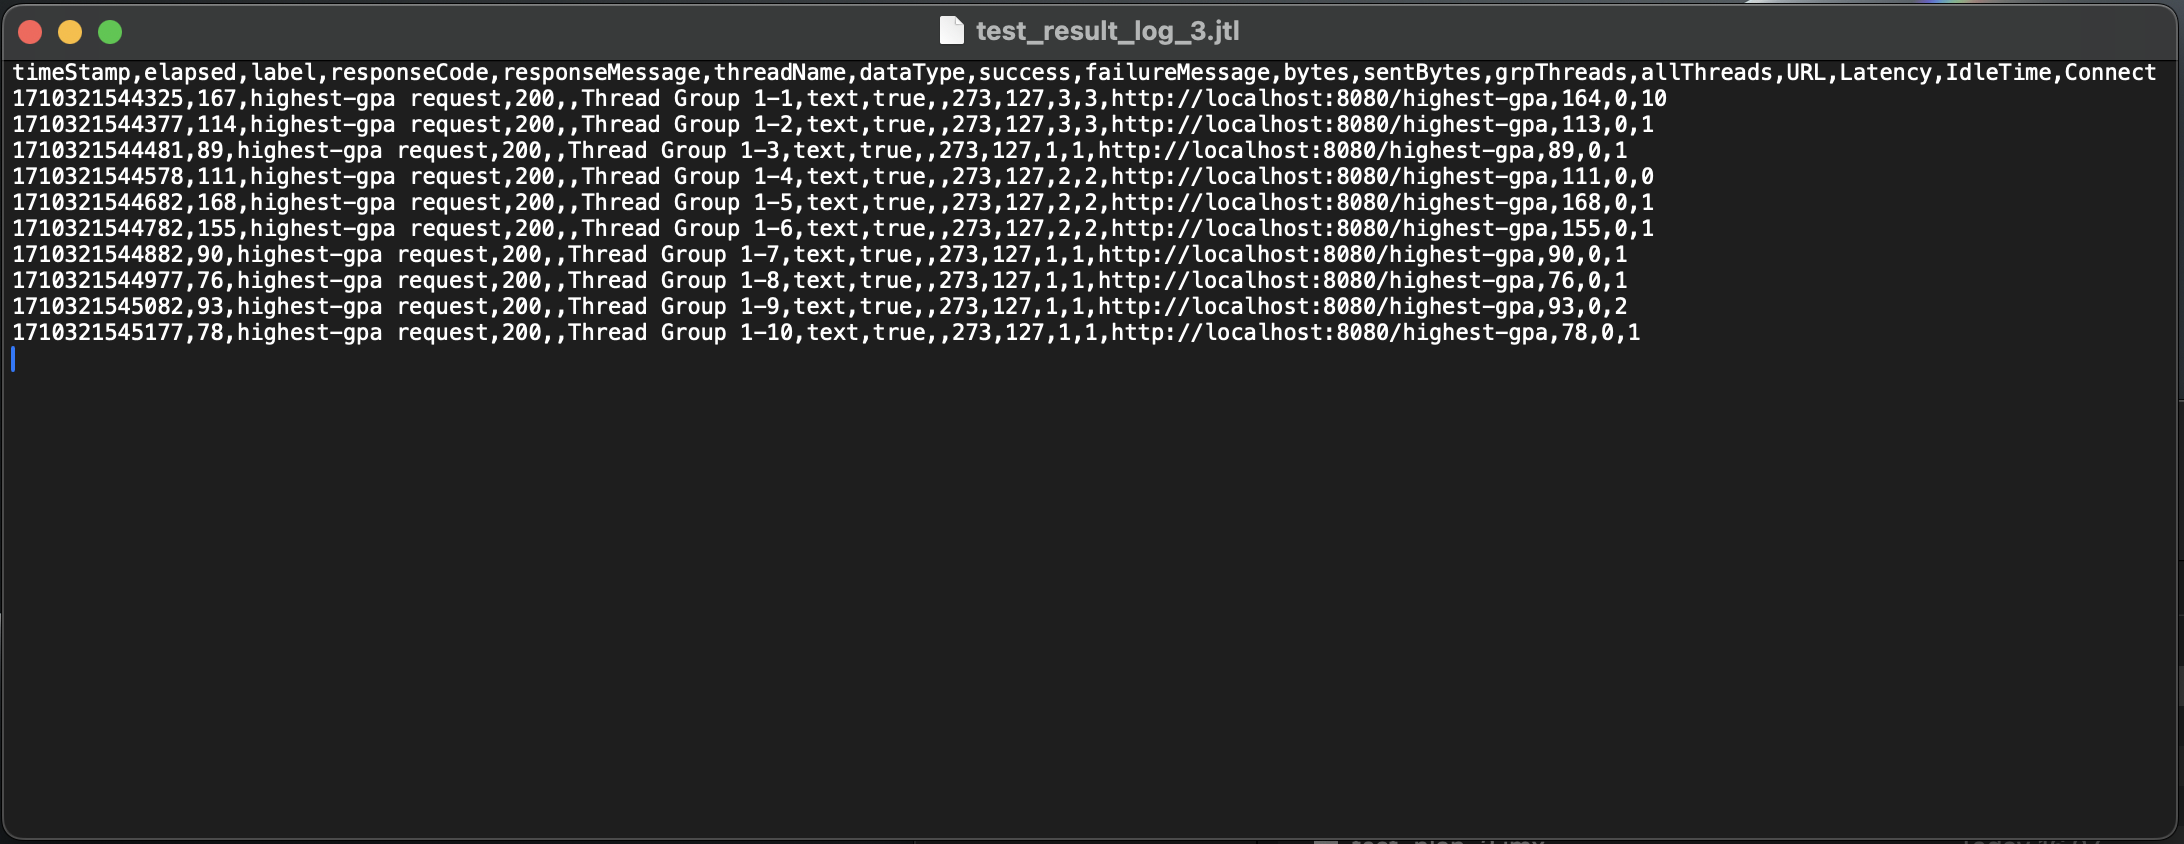 test_result_log_3.jtl
timeStamp,elapsed,label,responseCode,responseMessage,threadName,dataType,success,failureMessage,bytes,sentBytes,grpThreads,allThreads,URL,Latency,IdleTime,Connect
1710321544325,167,highest-gpa request,200,,Thread Group 1-1,text,true,,273,127,3,3,http://localhost:8080/highest-gpa,164,0,10
1710321544377,114,highest-gpa request,200,,Thread Group 1-2,text,true,,273,127,3,3,http://localhost:8080/highest-gpa,113,0,1
1710321544481,89,highest-gpa request,200,,Thread Group 1-3,text,true,,273,127,1,1,http://localhost:8080/highest-gpa,89,0,1
1710321544578,111,highest-gpa request,200,,Thread Group 1-4,text,true,,273,127,2,2,http://localhost:8080/highest-gpa,111,0,0
1710321544682,168,highest-gpa request,200,,Thread Group 1-5,text,true,,273,127,2,2,http://localhost:8080/highest-gpa,168,0,1
1710321544782,155,highest-gpa request,200,,Thread Group 1-6,text,true,,273,127,2,2,http://localhost:8080/highest-gpa,155,0,1
1710321544882,90,highest-gpa request,200,,Thread Group 1-7,text,true,,273,127,1,1,http://localhost:8080/highest-gpa,90,0,1
1710321544977,76,highest-gpa request,200,,Thread Group 1-8,text,true,,273,127,1,1,http://localhost:8080/highest-gpa,76,0,1
1710321545082,93,highest-gpa request,200,,Thread Group 1-9,text,true,,273,127,1,1,http://localhost:8080/highest-gpa,93,0,2
1710321545177,78,highest-gpa request,200,,Thread Group 1-10,text,true,,273,127,1,1,http://localhost:8080/highest-gpa,78,0,1